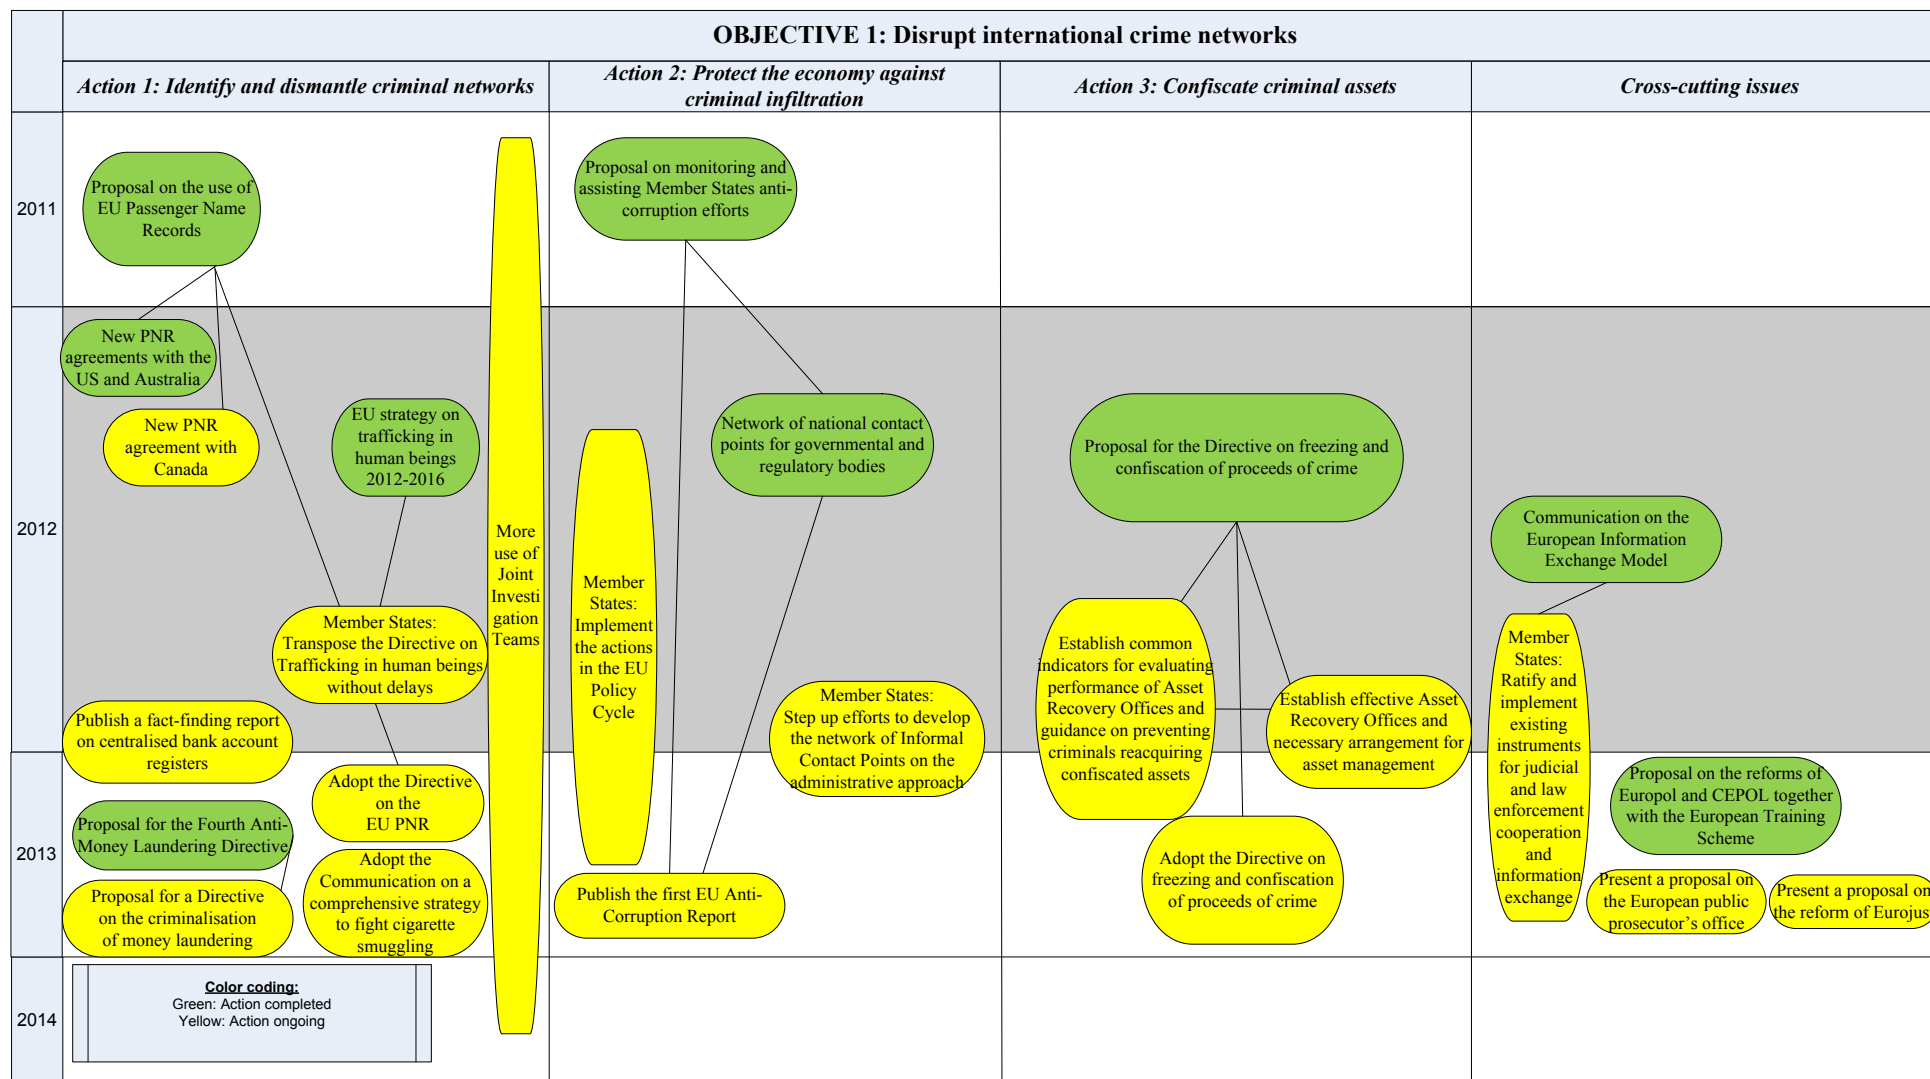 OBJECTIVE 1: Disrupt international crime networks
Action 1: Identify and dismantle criminal networks
Action 2: Protect the economy against
criminal infiltration
Action 3: Confiscate criminal assets
Cross-cutting issues
2011
Proposal on the use of
EU Passenger Name
Records
Proposal on monitoring and
assisting Member States anti-
corruption efforts
2012
New PNR
agreements with the
US and Australia
New PNR
agreement with
Canada
EU strategy on
trafficking in
human beings
2012-2016
Member States:
Transpose the Directive on
Trafficking in human beings
without delays
Publish a fact-finding report
on centralised bank account
registers
More
use of
Joint
Investi
gation
Teams
Member
States:
Implement
the actions
in the EU
Policy
Cycle
Network of national contact
points for governmental and
regulatory bodies
Member States:
Step up efforts to develop
the network of Informal
Contact Points on the
administrative approach
Proposal for the Directive on freezing and
confiscation of proceeds of crime
Establish common
indicators for evaluating
performance of Asset
Recovery Offices and
guidance on preventing
criminals reacquiring
confiscated assets
Establish effective Asset
Recovery Offices and
necessary arrangement for
asset management
Communication on the
European Information
Exchange Model
Member
States:
Ratify and
implement
existing
instruments
for judicial
and law
enforcement
cooperation
and
information
exchange
2013
Adopt the Directive
on the
EU PNR
Proposal for the Fourth Anti-
Money Laundering Directive
Proposal for a Directive
on the criminalisation
of money laundering
Adopt the
Communication on a
comprehensive strategy
to fight cigarette
smuggling
Publish the first EU Anti-
Corruption Report
Adopt the Directive on
freezing and confiscation
of proceeds of crime
Proposal on the reforms of
Europol and CEPOL together
with the European Training
Scheme
Present a proposal on
the European public
prosecutor's office
Present a proposal on
the reform of Eurojust
2014
Color coding:
Green: Action completed
Yellow: Action ongoing